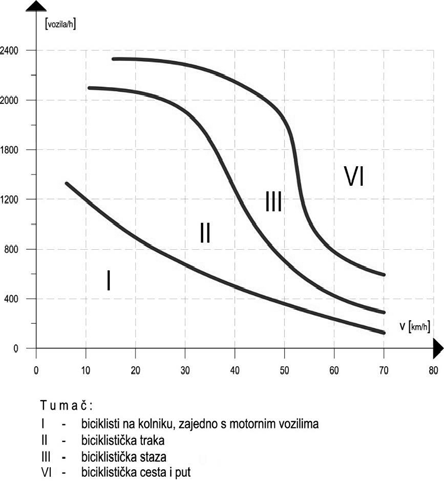 [vozila/h]
2400
2000
1600
1200
800
400
0
I
II
III
VI
V [km/h]
0 10 20 30 40 50 60 70 80
Tumač:
I - biciklisti na kolniku, zajedno s motornim vozilima
II - biciklistička traka
III - biciklistička staza
VI - biciklistička cesta i put